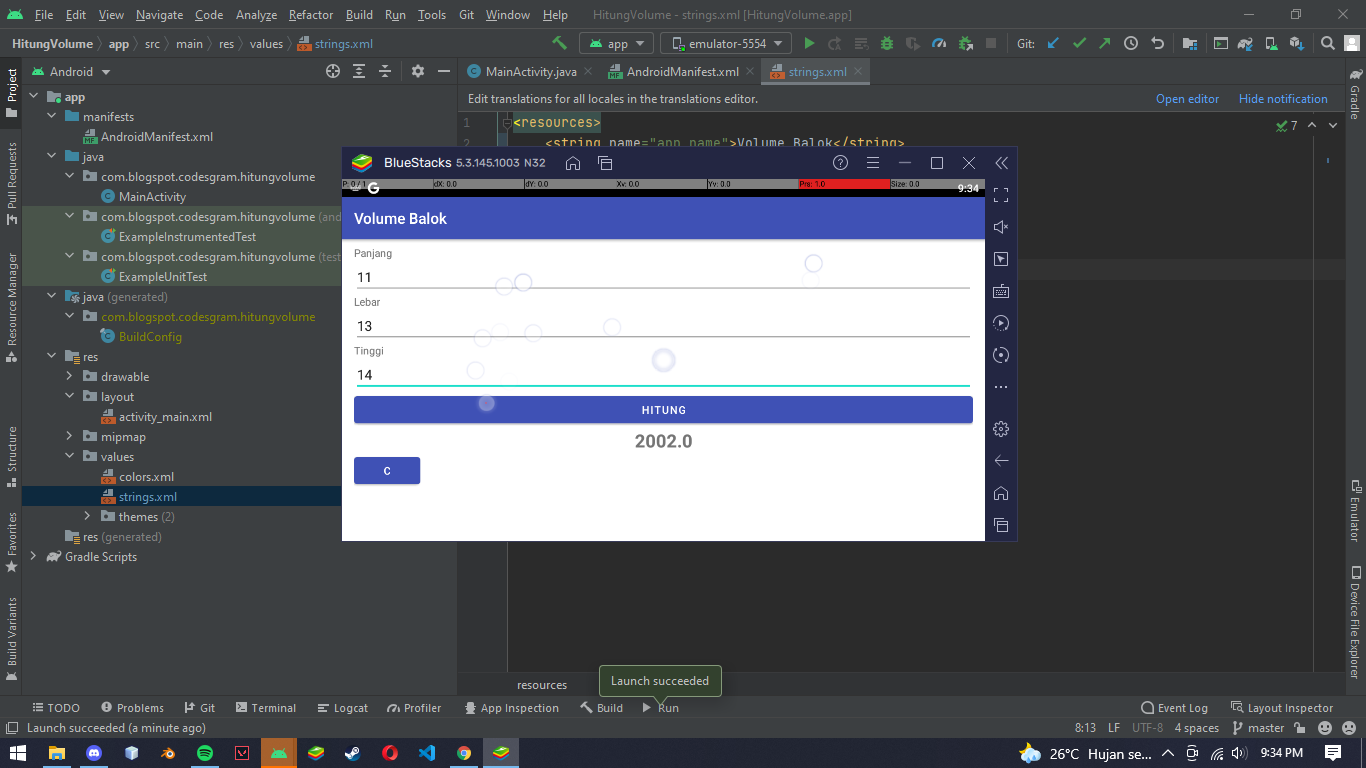 File Edit View Navigate Code Analyze Refactor Build Run Tools Git Window Help HitungVolume - strings.xml [HitungVolume.app]
HitungVolume app src main res values strings.xml app emulator-5554 Git:
Android MainActivity.java AndroidManifest.xml strings.xml
Edit translations for all locales in the translations editor. Open editor Hide notification
Project
Pull Requests
Resource Manager
Structure
Favorites
Build Variants
app
manifests
AndroidManifest.xml
java
com.blogspot.codesgram.hitungvolume
MainActivity
com.blogspot.codesgram.hitungvolume (and
ExampleInstrumentedTest
com.blogspot.codesgram.hitungvolume (test
ExampleUnitTest
java (generated)
com.blogspot.codesgram.hitungvolume
BuildConfig
res
drawable
layout
activity_main.xml
mipmap
values
colors.xml
strings.xml
themes (2)
res (generated)
Gradle Scripts
1 <resources>
7
2 <string name="app_name">Volume Balok</string>
BlueStacks 5.3.145.1003 N32
P: 0 / 1 dX: 0.0 dY: 0.0 Xv: 0.0 Yv: 0.0 Prs: 1.0 Size: 0.0
9:34
Volume Balok
Panjang
11
Lebar
13
Tinggi
14
HITUNG
2002.0
C
Gradle
Emulator
Device File Explorer
resources
Launch succeeded
TODO Problems Git Terminal Logcat Profiler App Inspection Build Run Event Log Layout Inspector
Launch succeeded (a minute ago) 8:13 LF UTF-8 4 spaces master
26°C Hujan se... 9:34 PM